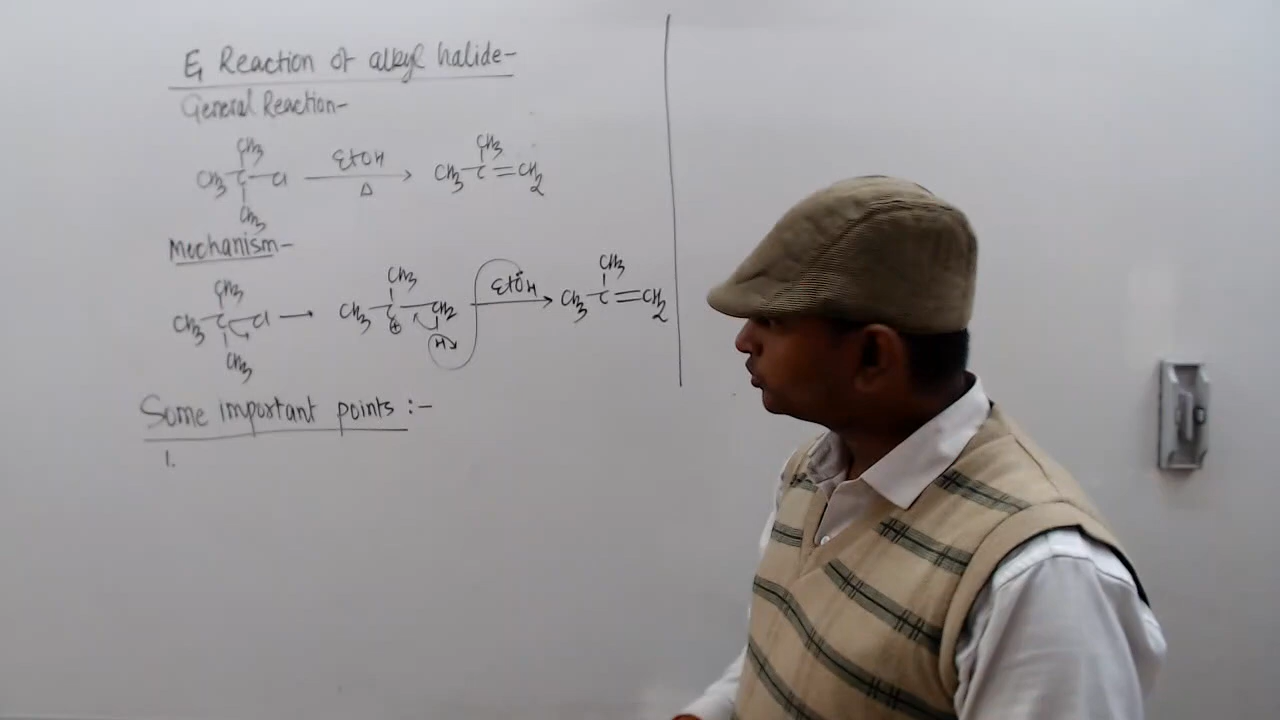 E1 Reaction of alkyl halide-
General Reaction-
CH3
CH3-C-Cl EtOH Δ → CH3-C=CH2
CH3
CH3
Mechanism-
CH3
CH3-C-Cl →
CH3
CH3
CH3-C-CH2
⊕
H
EtÖH →
CH3
CH3-C=CH2
Some important points :-
1.